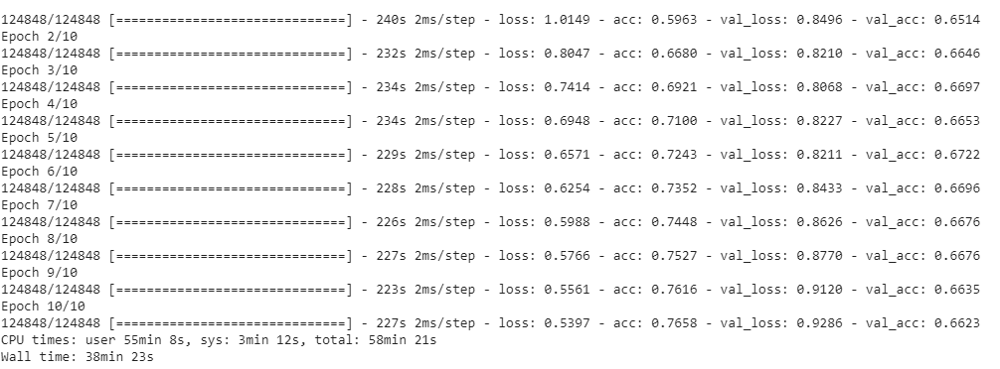 124848/124848 [==============================] - 240s 2ms/step - loss: 1.0149 - acc: 0.5963 - val_loss: 0.8496 - val_acc: 0.6514
Epoch 2/10
124848/124848 [==============================] - 232s 2ms/step - loss: 0.8047 - acc: 0.6680 - val_loss: 0.8210 - val_acc: 0.6646
Epoch 3/10
124848/124848 [==============================] - 234s 2ms/step - loss: 0.7414 - acc: 0.6921 - val_loss: 0.8068 - val_acc: 0.6697
Epoch 4/10
124848/124848 [==============================] - 234s 2ms/step - loss: 0.6948 - acc: 0.7100 - val_loss: 0.8227 - val_acc: 0.6653
Epoch 5/10
124848/124848 [==============================] - 229s 2ms/step - loss: 0.6571 - acc: 0.7243 - val_loss: 0.8211 - val_acc: 0.6722
Epoch 6/10
124848/124848 [==============================] - 228s 2ms/step - loss: 0.6254 - acc: 0.7352 - val_loss: 0.8433 - val_acc: 0.6696
Epoch 7/10
124848/124848 [==============================] - 226s 2ms/step - loss: 0.5988 - acc: 0.7448 - val_loss: 0.8626 - val_acc: 0.6676
Epoch 8/10
124848/124848 [==============================] - 227s 2ms/step - loss: 0.5766 - acc: 0.7527 - val_loss: 0.8770 - val_acc: 0.6676
Epoch 9/10
124848/124848 [==============================] - 223s 2ms/step - loss: 0.5561 - acc: 0.7616 - val_loss: 0.9120 - val_acc: 0.6635
Epoch 10/10
124848/124848 [==============================] - 227s 2ms/step - loss: 0.5397 - acc: 0.7658 - val_loss: 0.9286 - val_acc: 0.6623
CPU times: user 55min 8s, sys: 3min 12s, total: 58min 21s
Wall time: 38min 23s